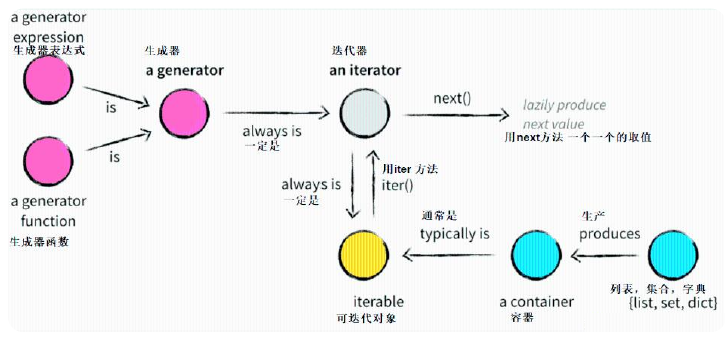 a generator
expression
生成器表达式
生成器
a generator
迭代器
an iterator
is
is
always is
一定是
next()
lazily produce
next value
用next方法 一个一个的取值
a generator
function
生成器函数
always is
一定是
用iter 方法
iter()
通常是
typically is
生产
produces
iterable
可迭代对象
a container
容器
列表，集合，字典
{list, set, dict}